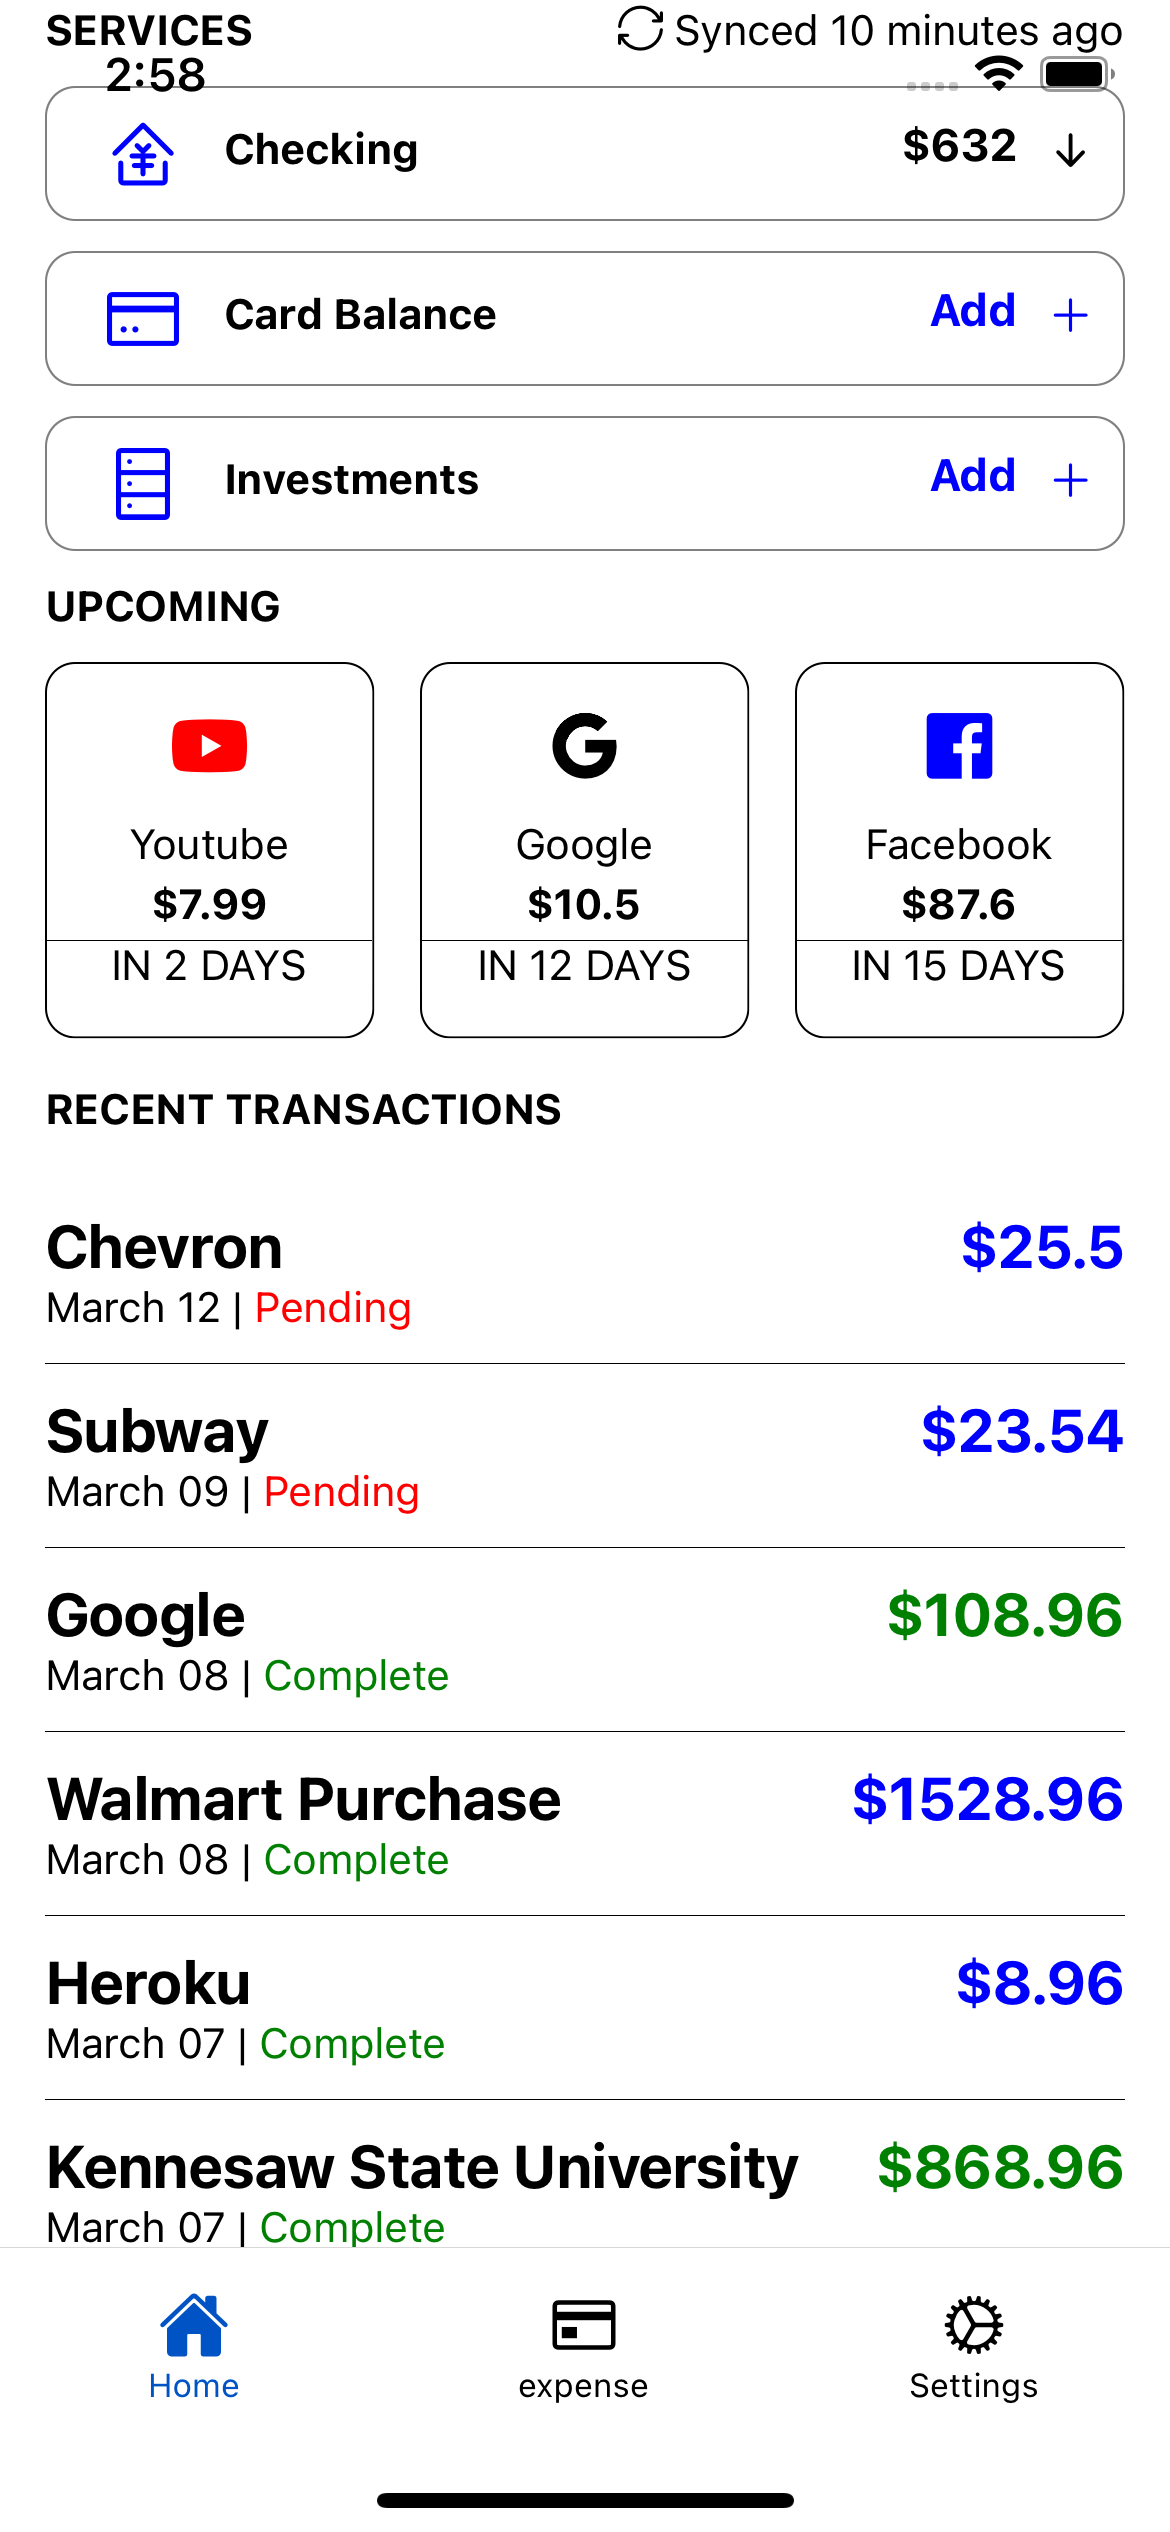 SERVICES Synced 10 minutes ago
2:58
Checking $632
Card Balance Add
Investments Add
UPCOMING
Youtube
$7.99
IN 2 DAYS
Google
$10.5
IN 12 DAYS
Facebook
$87.6
IN 15 DAYS
RECENT TRANSACTIONS
Chevron $25.5
March 12 | Pending
Subway $23.54
March 09 | Pending
Google $108.96
March 08 | Complete
Walmart Purchase $1528.96
March 08 | Complete
Heroku $8.96
March 07 | Complete
Kennesaw State University $868.96
March 07 | Complete
Home expense Settings